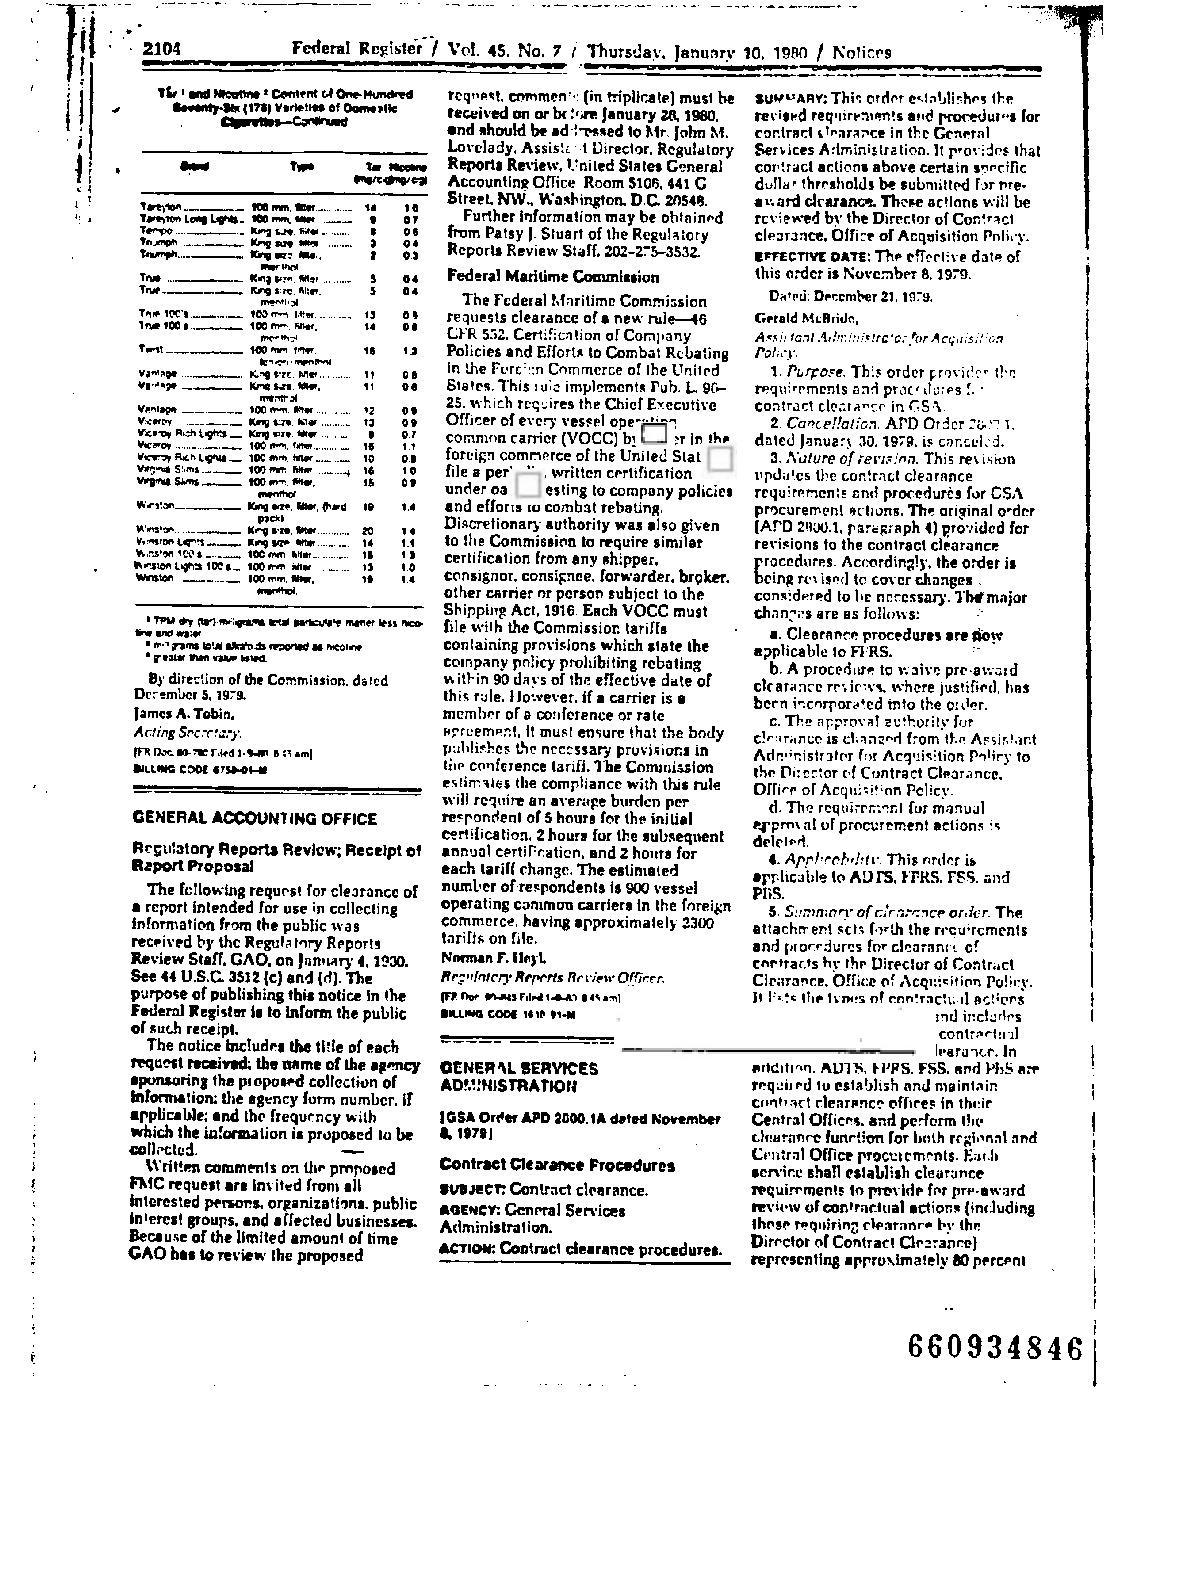 2104 Federal Register / Vol. 45, No. 7 / Thursday, January 10, 1980 / Notices
Tar ¹ and Nicotine ² Content of One-Hundred
Seventy-Six (176) Varieties of Domestic
Cigarettes—Continued
Brand Type Tar Nicotine
(mg/cig) (mg/cig)
Tareyton 100 mm, filter 14 1 0
Tareyton Long Lights 100 mm, filter 9 0 7
Tempo King size, filter 8 0 6
Triumph King size, filter 3 0 4
Triumph King size filter, 2 0 3
menthol
True King size, filter 5 0 4
True King size, filter, 5 0 4
menthol
True 100's 100 mm, filter 13 0 9
True 100 s 100 mm, filter, 14 0 8
menthol
Twist 100 mm, filter, 16 1.3
lemon menthol
Vantage King size, filter 11 0 8
Vantage King size, filter, 11 0 8
menthol
Vantage 100 mm, filter 12 0 9
Viceroy King size, filter 13 0 9
Viceroy Rich Lights King size, filter 9 0.7
Viceroy 100 mm, filter 15 1.1
Viceroy Rich Lights 100 mm, filter 10 0.8
Virginia Slims 100 mm, filter 16 1 0
Virginia Slims 100 mm, filter, 15 0 9
menthol
Winston King size, filter, (hard 19 1.4
pack)
Winston King size, filter 20 1 4
Winston Lights King size filter 14 1.1
Winston 100 s 100 mm filter 18 1 3
Winston Lights 100 s 100 mm, filter 13 1.0
Winston 100 mm, filter, 19 1.4
menthol.
¹ TPM dry (tar) milligrams total particulate matter less nico-
tine and water
² milligrams total alkaloids reported as nicotine
greater than value listed.
By direction of the Commission, dated
December 5, 1979.
James A. Tobin,
Acting Secretary.
[FR Doc. 80- Filed 1-9-80 8 45 am]
BILLING CODE 6750-01-M
GENERAL ACCOUNTING OFFICE
Regulatory Reports Review; Receipt of
Report Proposal
The following request for clearance of
a report intended for use in collecting
information from the public was
received by the Regulatory Reports
Review Staff, GAO, on January 4, 1980.
See 44 U.S.C. 3512 (c) and (d). The
purpose of publishing this notice in the
Federal Register is to inform the public
of such receipt.
The notice includes the title of each
request received; the name of the agency
sponsoring the proposed collection of
information; the agency form number, if
applicable; and the frequency with
which the information is proposed to be
collected.
Written comments on the proposed
FMC request are invited from all
interested persons, organizations, public
interest groups, and affected businesses.
Because of the limited amount of time
GAO has to review the proposed
request, comments (in triplicate) must be
received on or before January 28, 1980,
and should be addressed to Mr. John M.
Lovelady, Assistant Director, Regulatory
Reports Review, United States General
Accounting Office Room 5106, 441 G
Street, NW., Washington, D.C. 20548.
Further information may be obtained
from Patsy J. Stuart of the Regulatory
Reports Review Staff, 202-275-3532.
Federal Maritime Commission
The Federal Maritime Commission
requests clearance of a new rule—46
CFR 552, Certification of Company
Policies and Efforts to Combat Rebating
in the Foreign Commerce of the United
States. This rule implements Pub. L. 96-
25, which requires the Chief Executive
Officer of every vessel operating
common carrier (VOCC) by er in the
foreign commerce of the United Stat
file a per written certification
under oa esting to company policies
and efforts to combat rebating.
Discretionary authority was also given
to the Commission to require similar
certification from any shipper,
consignor, consignee, forwarder, broker,
other carrier or person subject to the
Shipping Act, 1916. Each VOCC must
file with the Commission tariffs
containing provisions which state the
company policy prohibiting rebating
within 90 days of the effective date of
this rule. However, if a carrier is a
member of a conference or rate
agreement, it must ensure that the body
publishes the necessary provisions in
the conference tariff. The Commission
estimates the compliance with this rule
will require an average burden per
respondent of 5 hours for the initial
certification, 2 hours for the subsequent
annual certification, and 2 hours for
each tariff change. The estimated
number of respondents is 900 vessel
operating common carriers in the foreign
commerce, having approximately 2300
tariffs on file.
Norman F. Heyl,
Regulatory Reports Review Officer.
[FR Doc Filed 1-9-80 8 45 am]
BILLING CODE 1610 01-M
GENERAL SERVICES
ADMINISTRATION
[GSA Order APD 2800.1A dated November
8, 1979]
Contract Clearance Procedures
SUBJECT: Contract clearance.
AGENCY: General Services
Administration.
ACTION: Contract clearance procedures.
SUMMARY: This order establishes the
revised requirements and procedures for
contract clearance in the General
Services Administration. It provides that
contract actions above certain specific
dollar thresholds be submitted for pre-
award clearance. These actions will be
reviewed by the Director of Contract
clearance, Office of Acquisition Policy.
EFFECTIVE DATE: The effective date of
this order is November 8, 1979.
Dated: December 21, 1979.
Gerald McBride,
Assistant Administrator for Acquisition
Policy.
1. Purpose. This order provides the
requirements and procedures for
contract clearance in GSA.
2. Cancellation. APD Order 2800.1,
dated January 30, 1979, is canceled.
3. Nature of revision. This revision
updates the contract clearance
requirements and procedures for GSA
procurement actions. The original order
(APD 2800.1, paragraph 4) provided for
revisions to the contract clearance
procedures. Accordingly, the order is
being revised to cover changes
considered to be necessary. The major
changes are as follows:
a. Clearance procedures are now
applicable to FPRS.
b. A procedure to waive pre-award
clearance reviews, where justified, has
been incorporated into the order.
c. The approval authority for
clearance is changed from the Assistant
Administrator for Acquisition Policy to
the Director of Contract Clearance,
Office of Acquisition Policy.
d. The requirement for manual
approval of procurement actions is
deleted.
4. Applicability. This order is
applicable to ADTS, FPRS, FSS, and
PBS.
5. Summary of clearance order. The
attachment sets forth the requirements
and procedures for clearance of
contracts by the Director of Contract
Clearance, Office of Acquisition Policy.
It lists the types of contractual actions
nd includes
contractual
learance. In
addition, ADTS, FPRS, FSS, and PBS are
required to establish and maintain
contract clearance offices in their
Central Offices, and perform the
clearance function for both regional and
Central Office procurements. Each
service shall establish clearance
requirements to provide for pre-award
review of contractual actions (including
those requiring clearance by the
Director of Contract Clearance)
representing approximately 80 percent
660934846